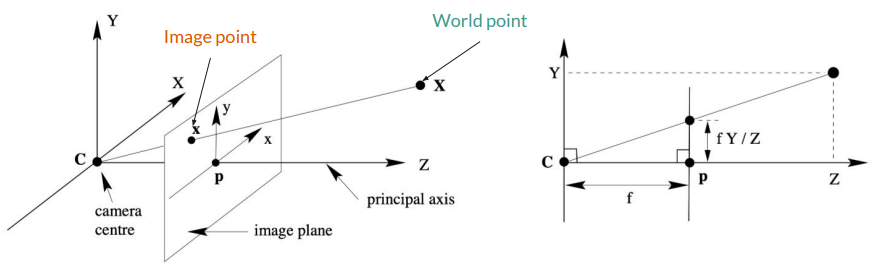 World point
Image point
Y
X
x
y
X
x
C
Z
p
camera
centre
principal axis
image plane
Y
f Y / Z
C
p
Z
f